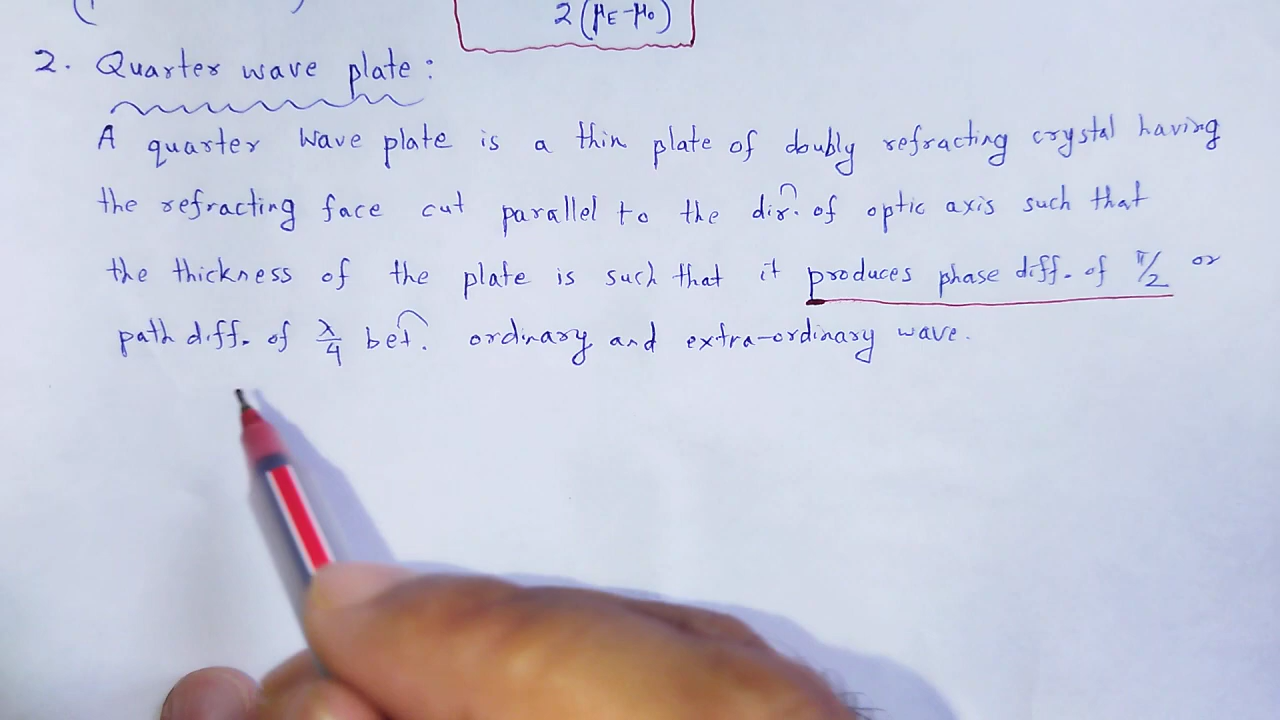 2(μE-μo)
2. Quarter wave plate:
A quarter wave plate is a thin plate of doubly refracting crystal having
the refracting face cut parallel to the dir. of optic axis such that
the thickness of the plate is such that it produces phase diff. of π/2 or
path diff. of λ/4 bet. ordinary and extra-ordinary wave.